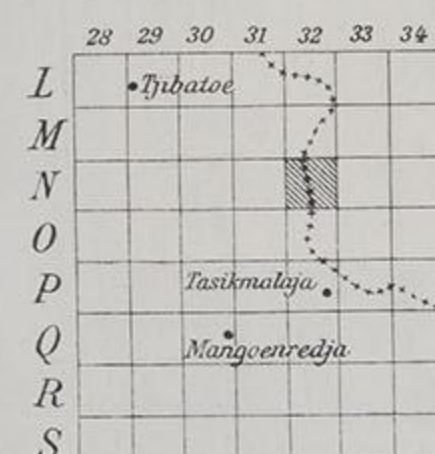 28 29 30 31 32 33 34
L
Tjibatoe
M
N
O
P
Tasikmalaja
Q
Mangoenredja
R
S